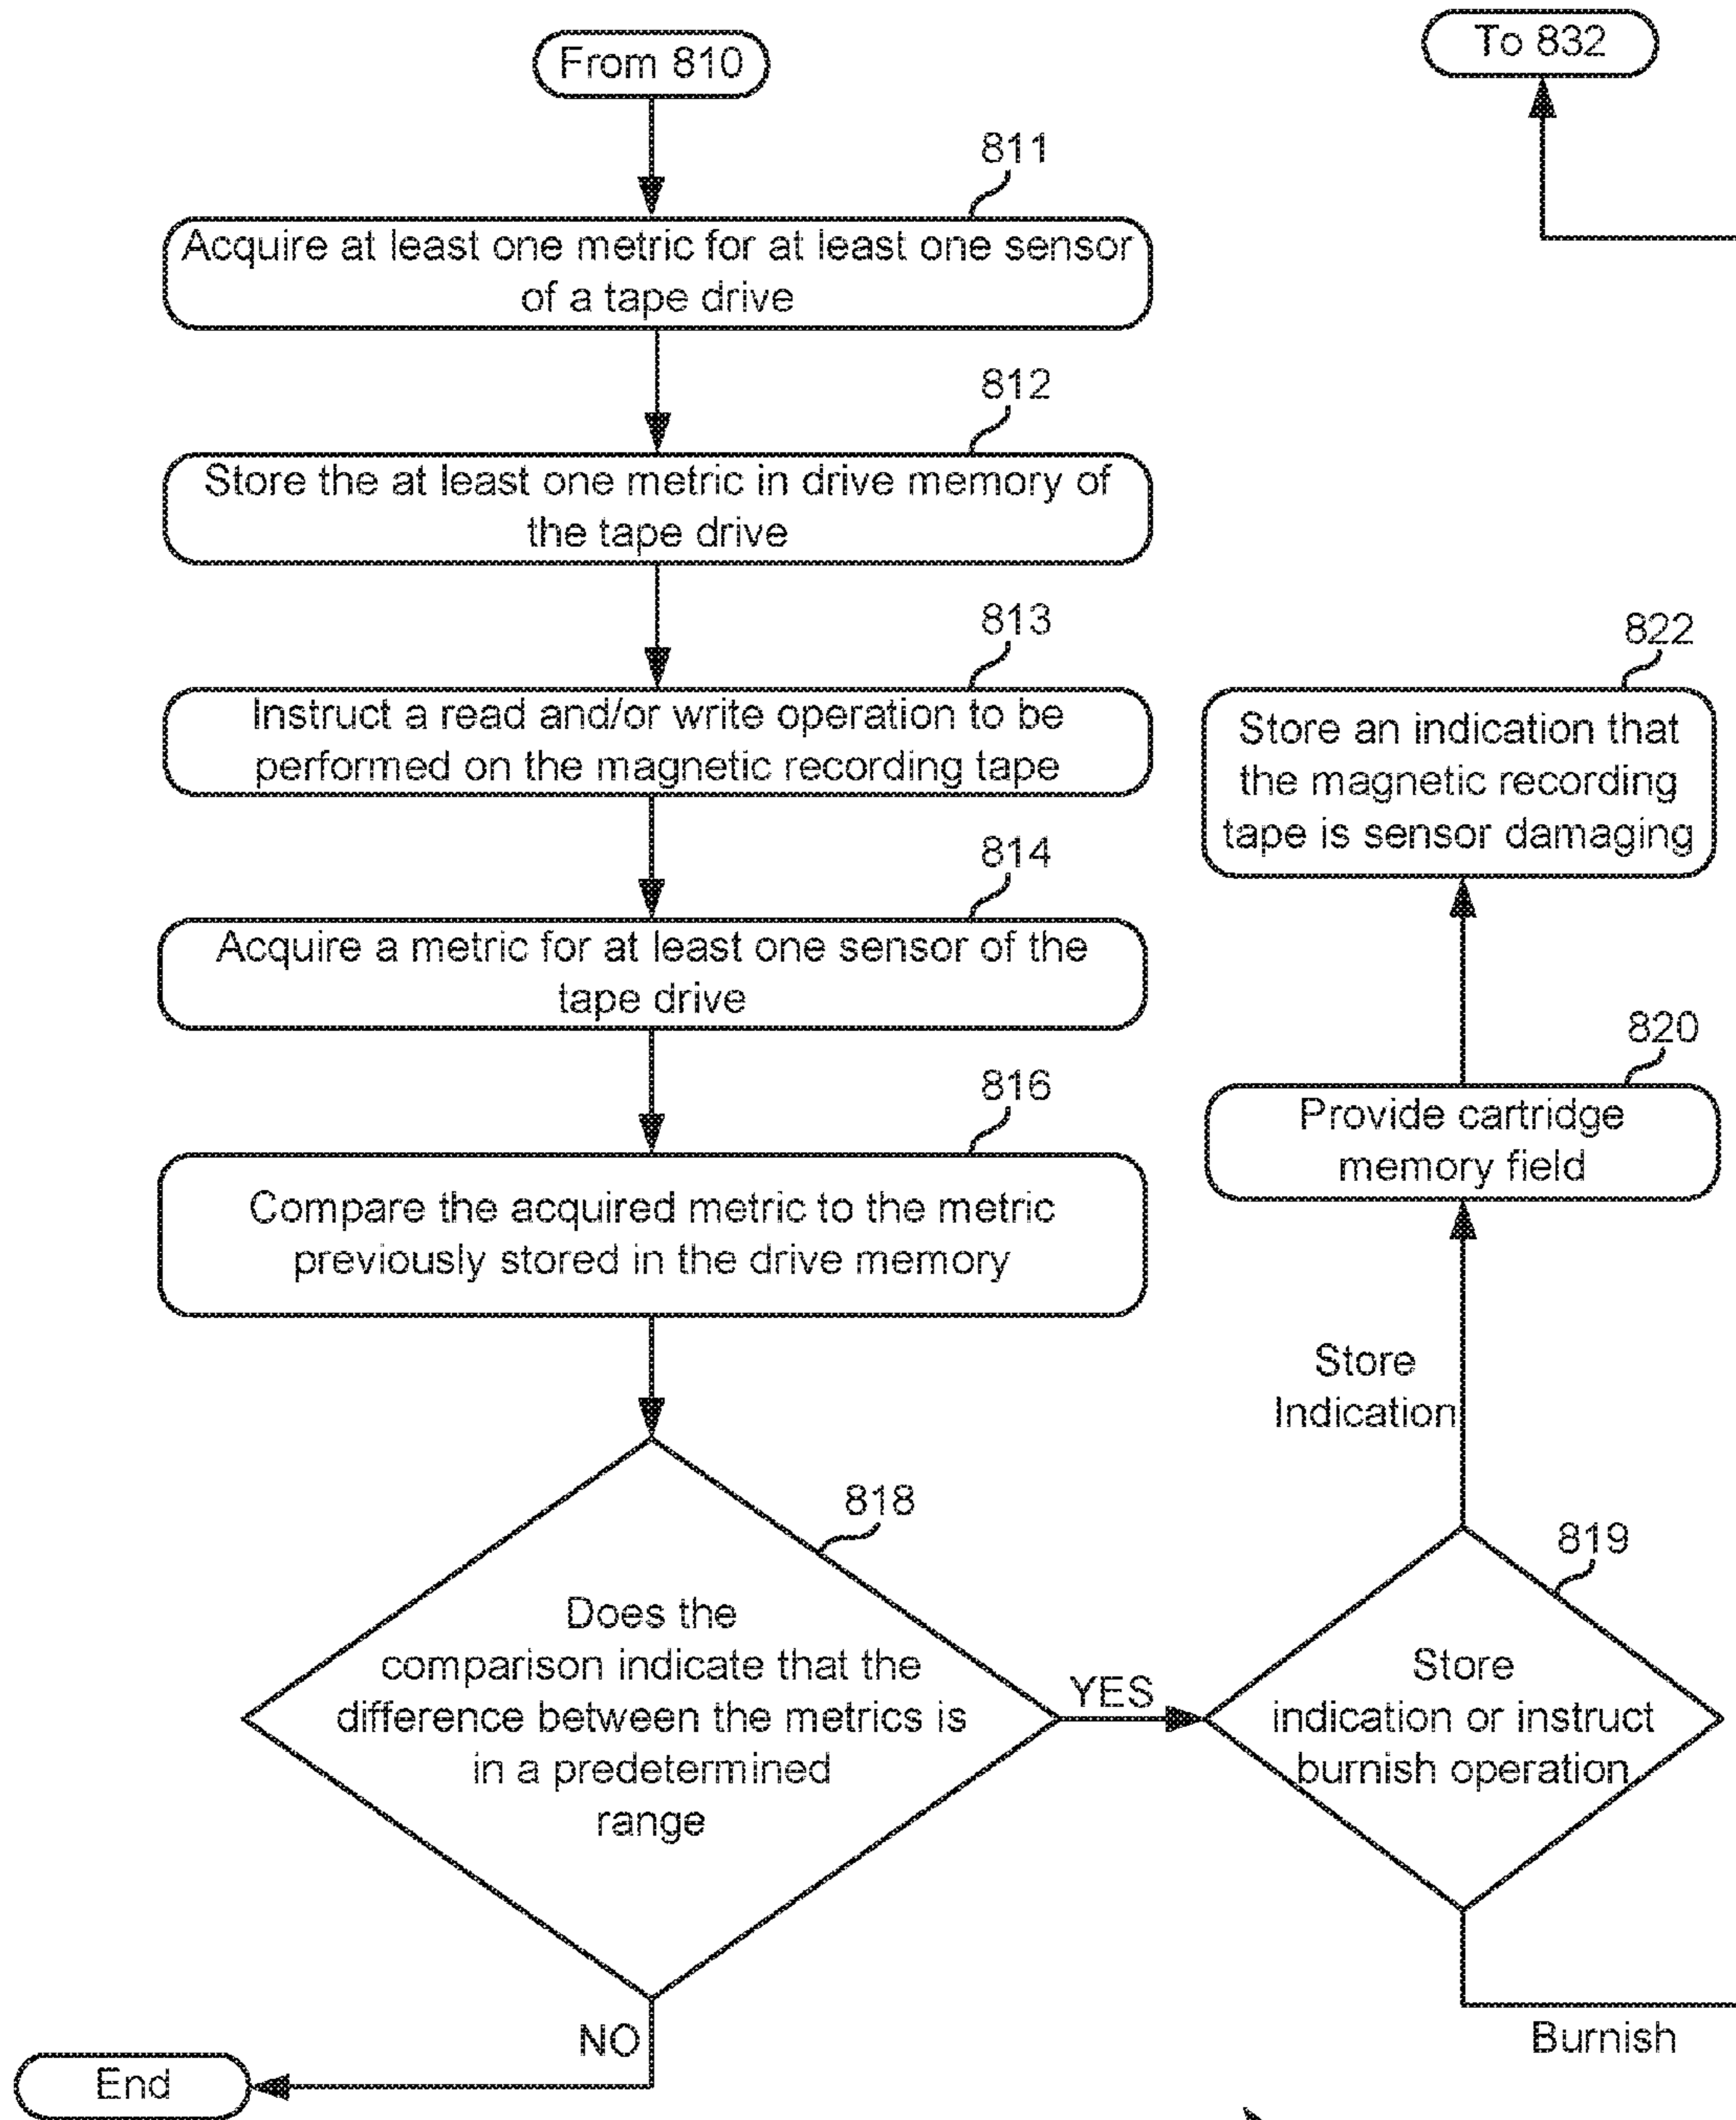 From 810
To 832
811
Acquire at least one metric for at least one sensor
of a tape drive
812
Store the at least one metric in drive memory of
the tape drive
813
Instruct a read and/or write operation to be
performed on the magnetic recording tape
822
Store an indication that
the magnetic recording
tape is sensor damaging
814
Acquire a metric for at least one sensor of the
tape drive
820
Provide cartridge
memory field
816
Compare the acquired metric to the metric
previously stored in the drive memory
Store
Indication
818
Does the
comparison indicate that the
difference between the metrics is
in a predetermined
range
YES
819
Store
indication or instruct
burnish operation
NO
Burnish
End